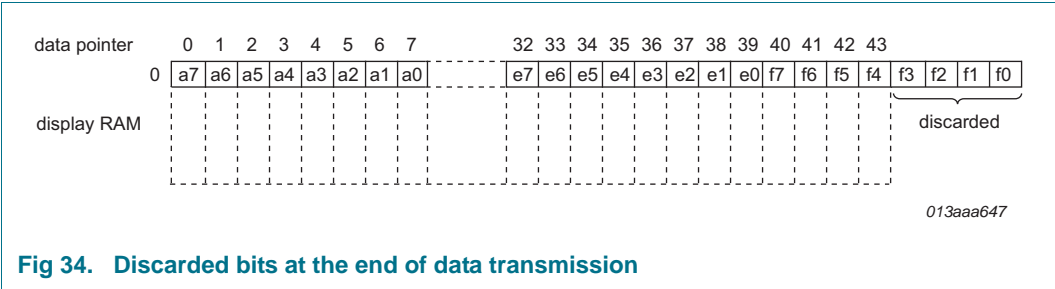 data pointer 0 1 2 3 4 5 6 7 32 33 34 35 36 37 38 39 40 41 42 43
0 a7 a6 a5 a4 a3 a2 a1 a0 e7 e6 e5 e4 e3 e2 e1 e0 f7 f6 f5 f4 f3 f2 f1 f0
display RAM discarded
013aaa647
Fig 34. Discarded bits at the end of data transmission